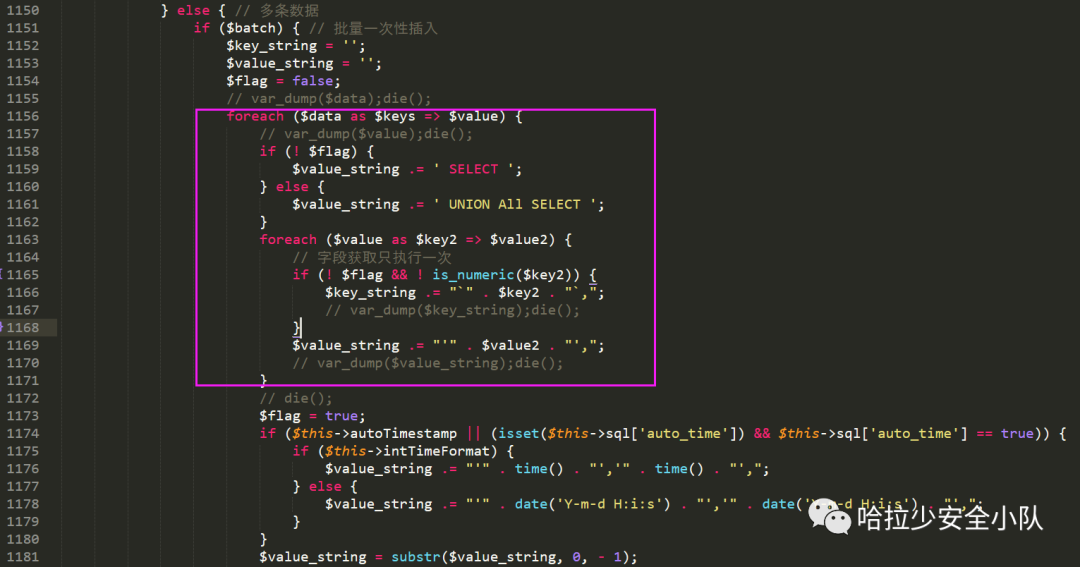 1150 } else { // 多条数据
1151 if ($batch) { // 批量一次性插入
1152 $key_string = '';
1153 $value_string = '';
1154 $flag = false;
1155 // var_dump($data);die();
1156 foreach ($data as $keys => $value) {
1157 // var_dump($value);die();
1158 if (! $flag) {
1159 $value_string .= ' SELECT ';
1160 } else {
1161 $value_string .= ' UNION All SELECT ';
1162 }
1163 foreach ($value as $key2 => $value2) {
1164 // 字段获取只执行一次
1165 if (! $flag && ! is_numeric($key2)) {
1166 $key_string .= "`" . $key2 . "`,";
1167 // var_dump($key_string);die();
1168 }
1169 $value_string .= "'" . $value2 . "',";
1170 // var_dump($value_string);die();
1171 }
1172 // die();
1173 $flag = true;
1174 if ($this->autoTimestamp || (isset($this->sql['auto_time']) && $this->sql['auto_time'] == true)) {
1175 if ($this->intTimeFormat) {
1176 $value_string .= "'" . time() . "','" . time() . "',";
1177 } else {
1178 $value_string .= "'" . date('Y-m-d H:i:s') . "','" . date('Y-m-d H:i:s') . "',";
1179 }
1180 }
1181 $value_string = substr($value_string, 0, - 1);
哈拉少安全小队